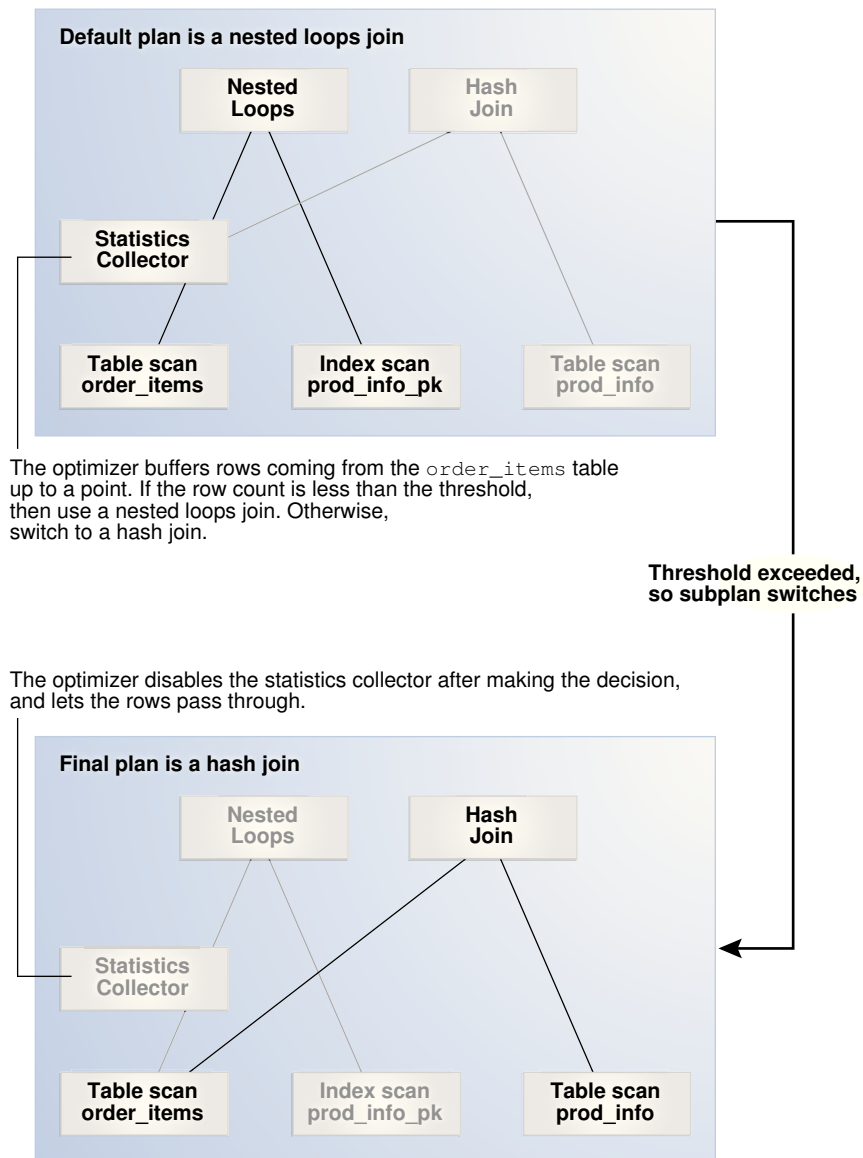 Default plan is a nested loops join
Nested
Loops
Hash
Join
Statistics
Collector
Table scan
order_items
Index scan
prod_info_pk
Table scan
prod_info
The optimizer buffers rows coming from the order_items table
up to a point. If the row count is less than the threshold,
then use a nested loops join. Otherwise,
switch to a hash join.
Threshold exceeded,
so subplan switches
The optimizer disables the statistics collector after making the decision,
and lets the rows pass through.
Final plan is a hash join
Nested
Loops
Hash
Join
Statistics
Collector
Table scan
order_items
Index scan
prod_info_pk
Table scan
prod_info